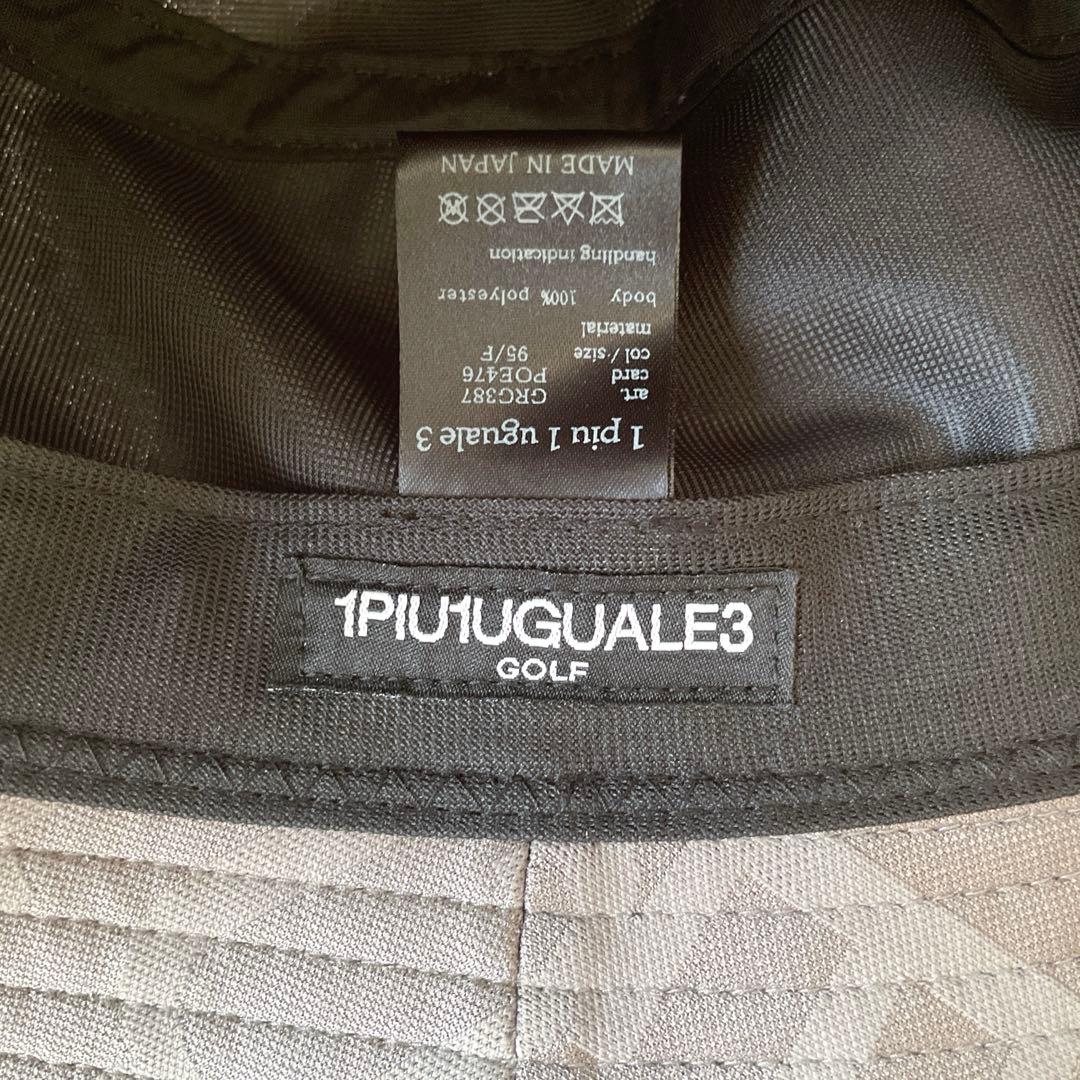 1 piu 1 uguale 3
art. GRG387
card POE476
col/size 95/F
material
body 100% polyester
handling indication
MADE IN JAPAN
1PIU1UGUALE3
GOLF